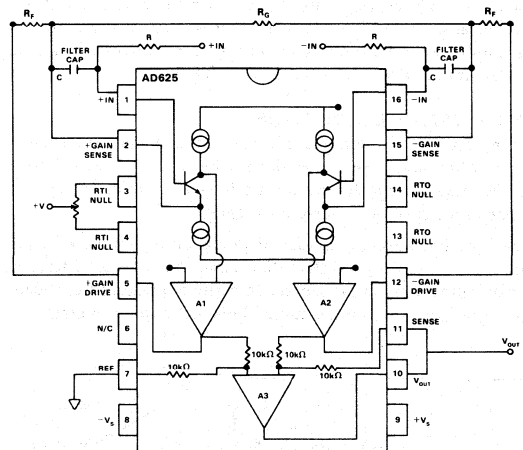 RF RG RF
R +IN -IN R
FILTER CAP C
FILTER CAP C
AD625
+IN 1
16 -IN
+GAIN SENSE 2
15 -GAIN SENSE
RTI NULL 3
14 RTO NULL
+V
RTI NULL 4
13 RTO NULL
+GAIN DRIVE 5
12 -GAIN DRIVE
A1 A2
N/C 6
11 SENSE
VOUT
10kΩ 10kΩ
REF 7
10kΩ 10kΩ
10 VOUT
A3
-VS 8
9 +VS